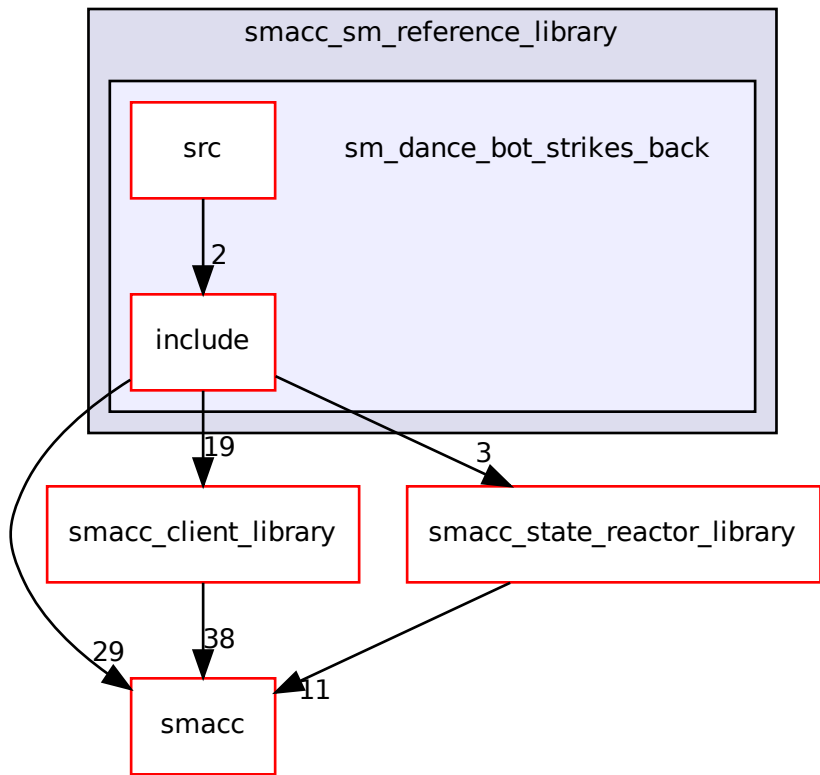 smacc_sm_reference_library
src
sm_dance_bot_strikes_back
2
include
19
3
smacc_client_library
smacc_state_reactor_library
29
38
11
smacc